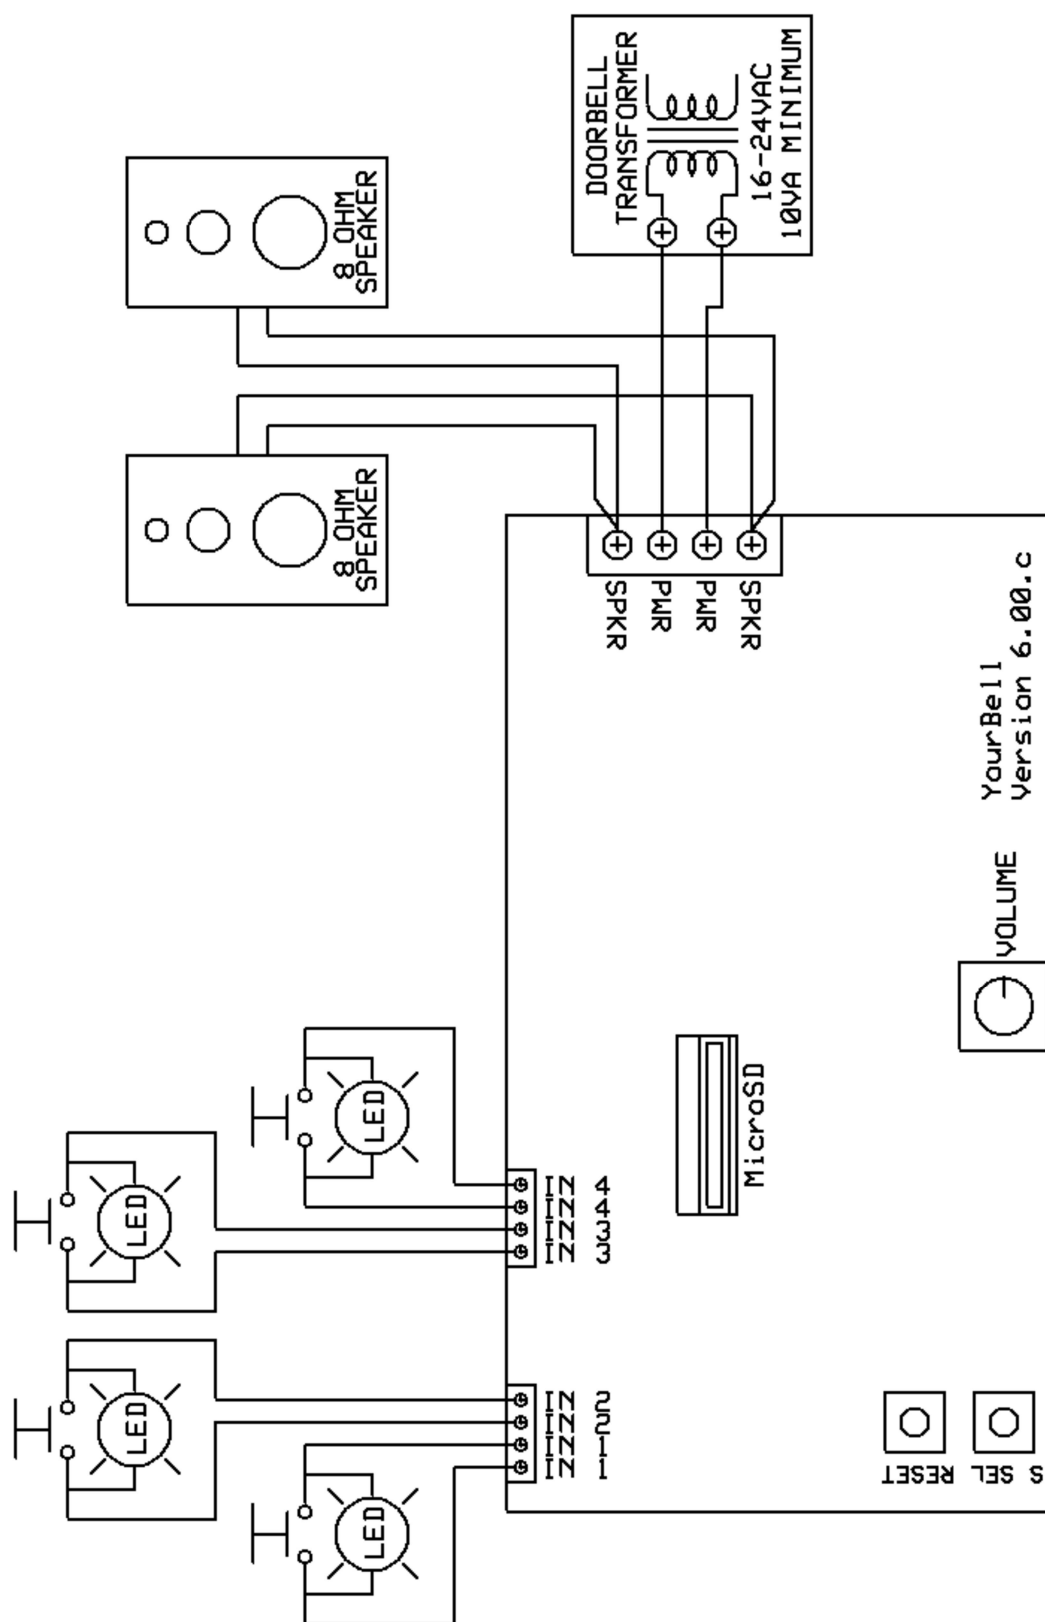 DOORBELL
TRANSFORMER
16-24VAC
10VA MINIMUM
8 OHM
SPEAKER
8 OHM
SPEAKER
SPKR
PWR
PWR
SPKR
YourBell
Version 6.00.c
VOLUME
MicroSD
LED
IN 4
IN 4
IN 3
IN 3
LED
LED
IN 2
IN 2
IN 1
IN 1
LED
RESET
S SEL